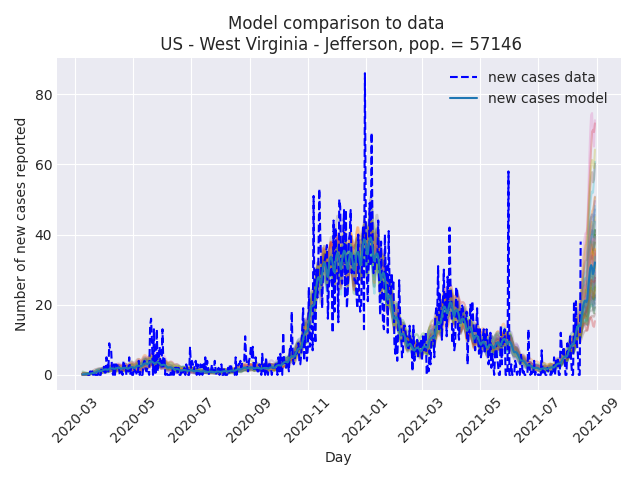 Model comparison to data
US - West Virginia - Jefferson, pop. = 57146
new cases data
new cases model
Number of new cases reported
80
60
40
20
0
2020-03
2020-05
2020-07
2020-09
2020-11
2021-01
2021-03
2021-05
2021-07
2021-09
Day